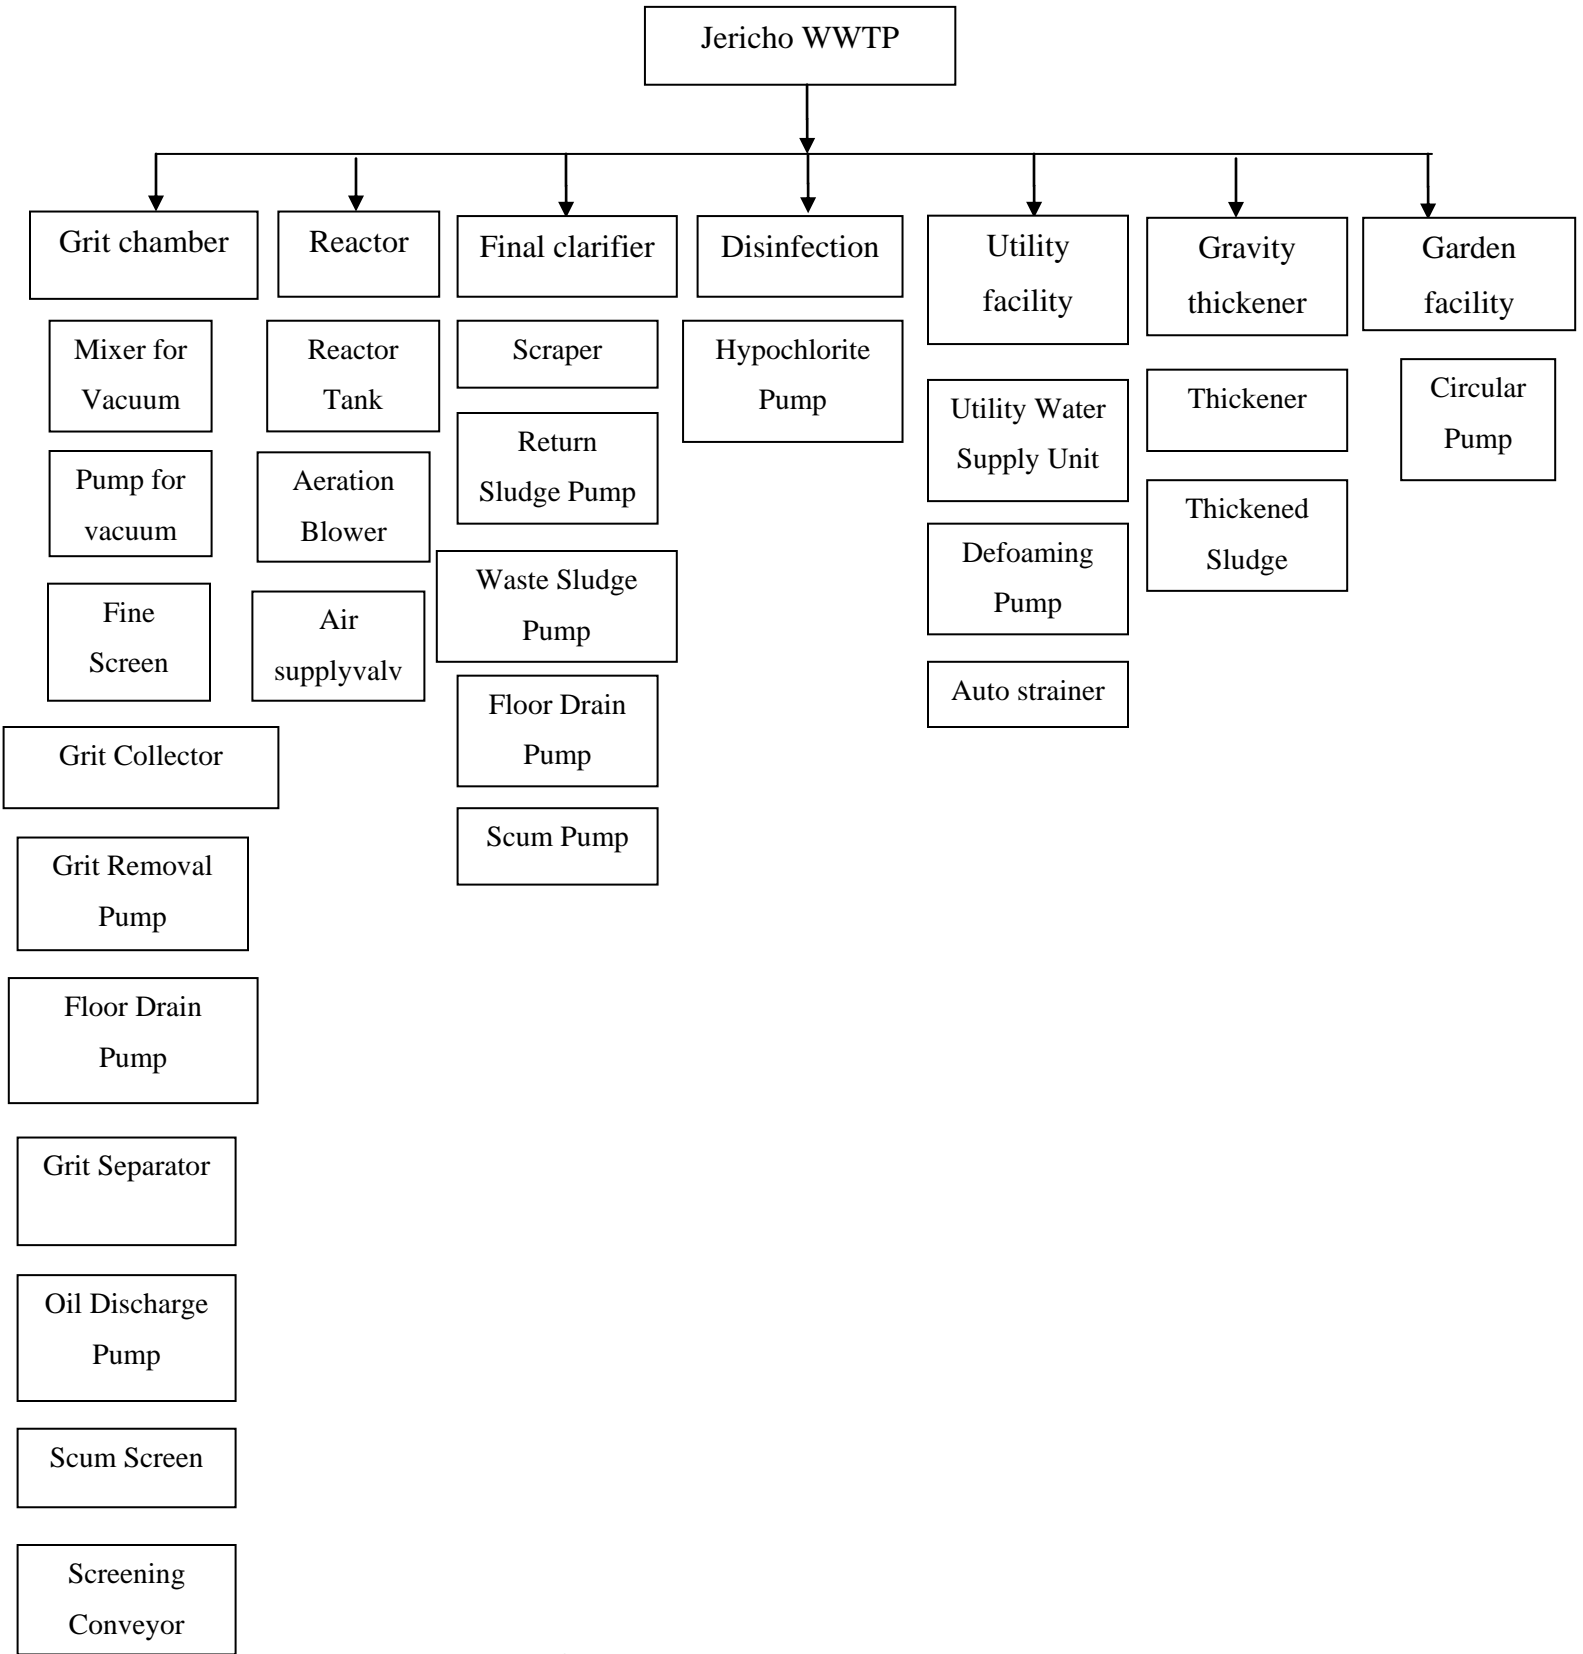 Jericho WWTP
Grit chamber
Reactor
Final clarifier
Disinfection
Utility
facility
Gravity
thickener
Garden
facility
Mixer for
Vacuum
Pump for
vacuum
Fine
Screen
Grit Collector
Grit Removal
Pump
Floor Drain
Pump
Grit Separator
Oil Discharge
Pump
Scum Screen
Screening
Conveyor
Reactor
Tank
Aeration
Blower
Air
supplyvalv
Scraper
Return
Sludge Pump
Waste Sludge
Pump
Floor Drain
Pump
Scum Pump
Hypochlorite
Pump
Utility Water
Supply Unit
Defoaming
Pump
Auto strainer
Thickener
Thickened
Sludge
Circular
Pump